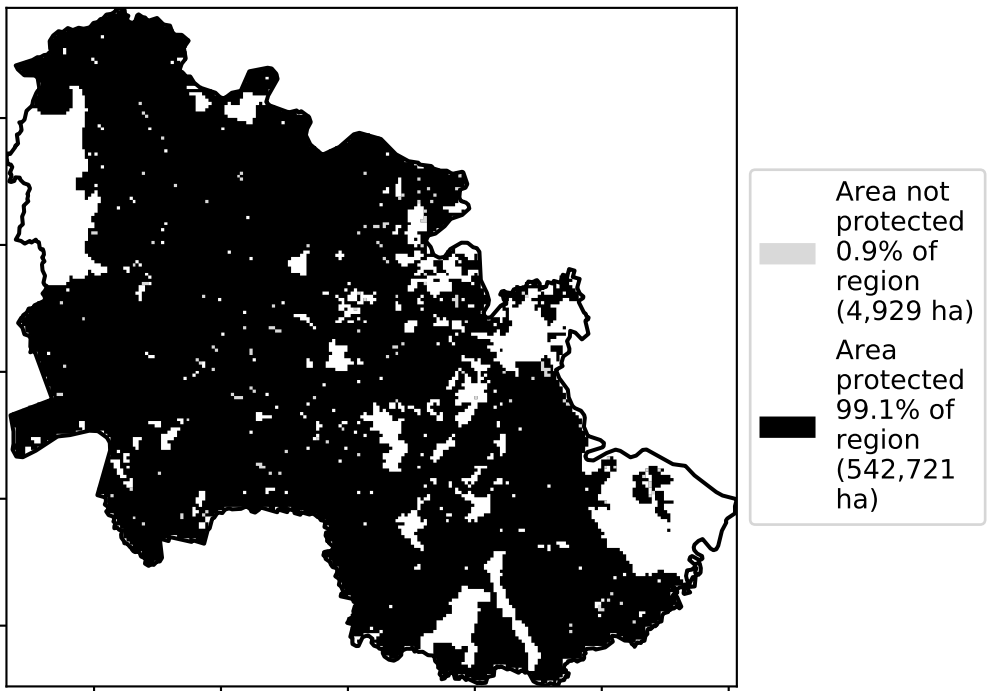 Area not
protected
0.9% of
region
(4,929 ha)
Area
protected
99.1% of
region
(542,721
ha)